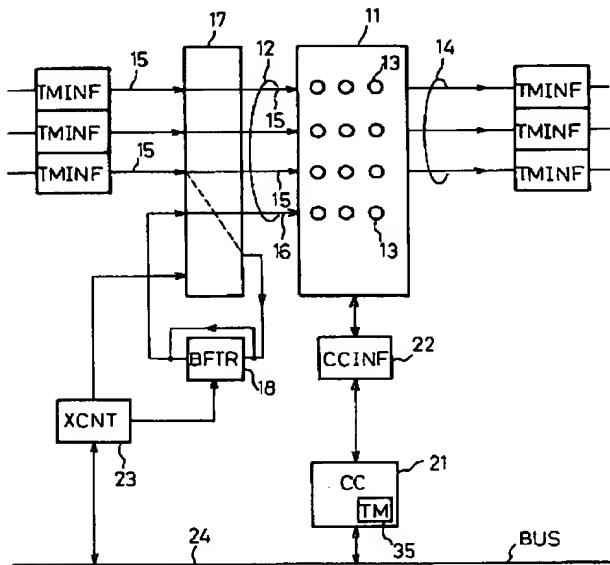 17
11
15
12
13
14
TMINF
TMINF
15
TMINF
TMINF
15
TMINF
15
TMINF
16
13
BFTR
18
CCINF
22
XCNT
23
CC
21
TM
35
24
BUS